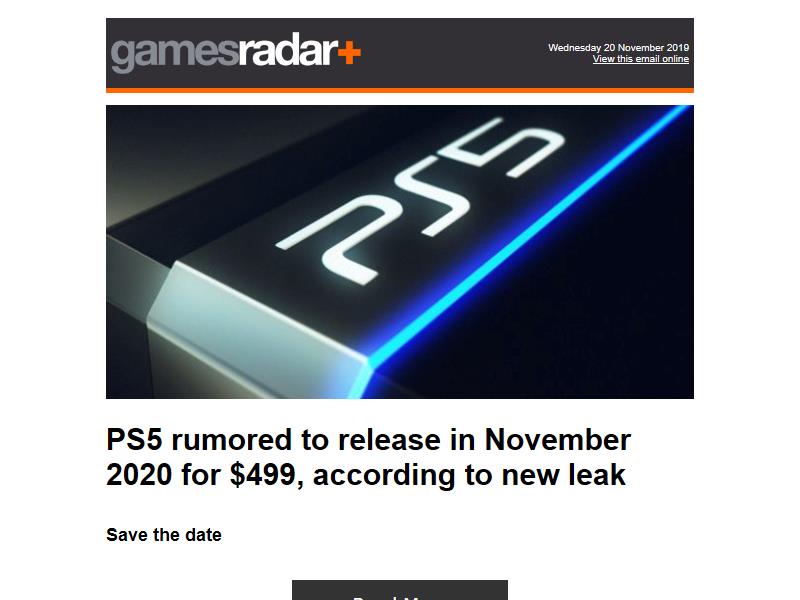 gamesradar+
Wednesday 20 November 2019
View this email online
PS5
PS5 rumored to release in November
2020 for $499, according to new leak
Save the date